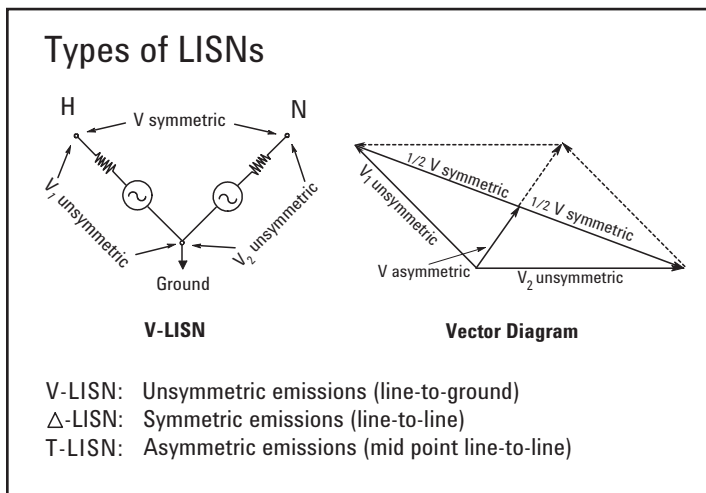 Types of LISNs
H
N
V symmetric
V1 unsymmetric
V2 unsymmetric
Ground
V-LISN
1/2 V symmetric
1/2 V symmetric
V1 unsymmetric
V asymmetric
V2 unsymmetric
Vector Diagram
V-LISN: Unsymmetric emissions (line-to-ground)
△-LISN: Symmetric emissions (line-to-line)
T-LISN: Asymmetric emissions (mid point line-to-line)